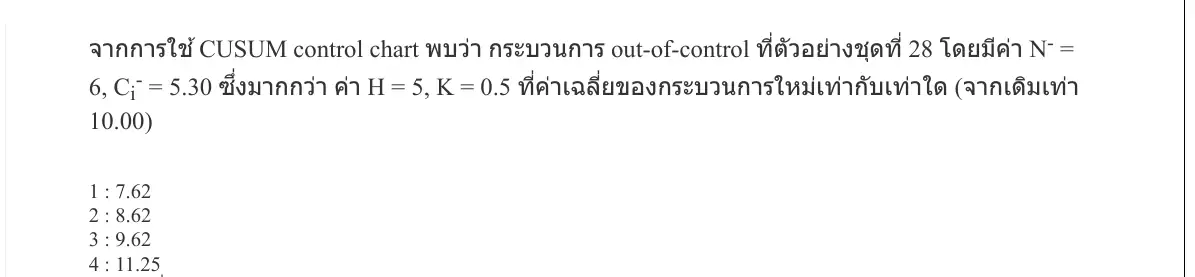 จากการใช้ CUSUM control chart พบว่า กระบวนการ out-of-control ที่ตัวอย่างชุดที่ 28 โดยมีค่า N⁻ =
6, Cᵢ⁻ = 5.30 ซึ่งมากกว่า ค่า H = 5, K = 0.5 ที่ค่าเฉลี่ยของกระบวนการใหม่เท่ากับเท่าใด (จากเดิมเท่า
10.00)
1 : 7.62
2 : 8.62
3 : 9.62
4 : 11.25